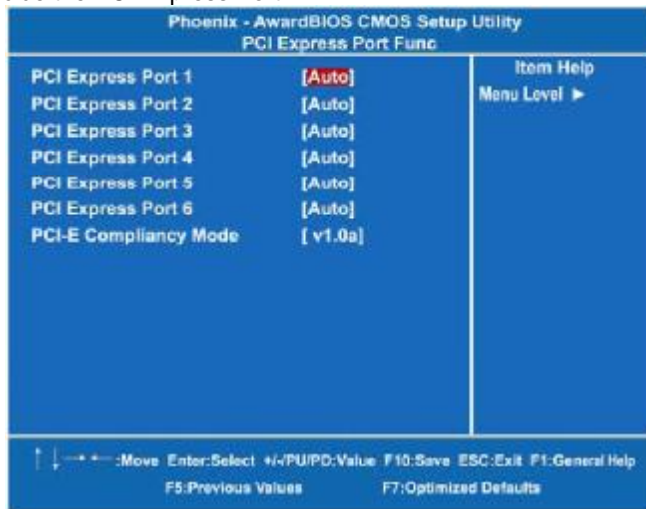 Phoenix - AwardBIOS CMOS Setup Utility
PCI Express Port Func
PCI Express Port 1 [Auto]
PCI Express Port 2 [Auto]
PCI Express Port 3 [Auto]
PCI Express Port 4 [Auto]
PCI Express Port 5 [Auto]
PCI Express Port 6 [Auto]
PCI-E Compliancy Mode [ v1.0a]
Item Help
Menu Level ►
↑ ↓ → ← :Move Enter:Select +/-/PU/PD:Value F10:Save ESC:Exit F1:General Help
F5:Previous Values F7:Optimized Defaults